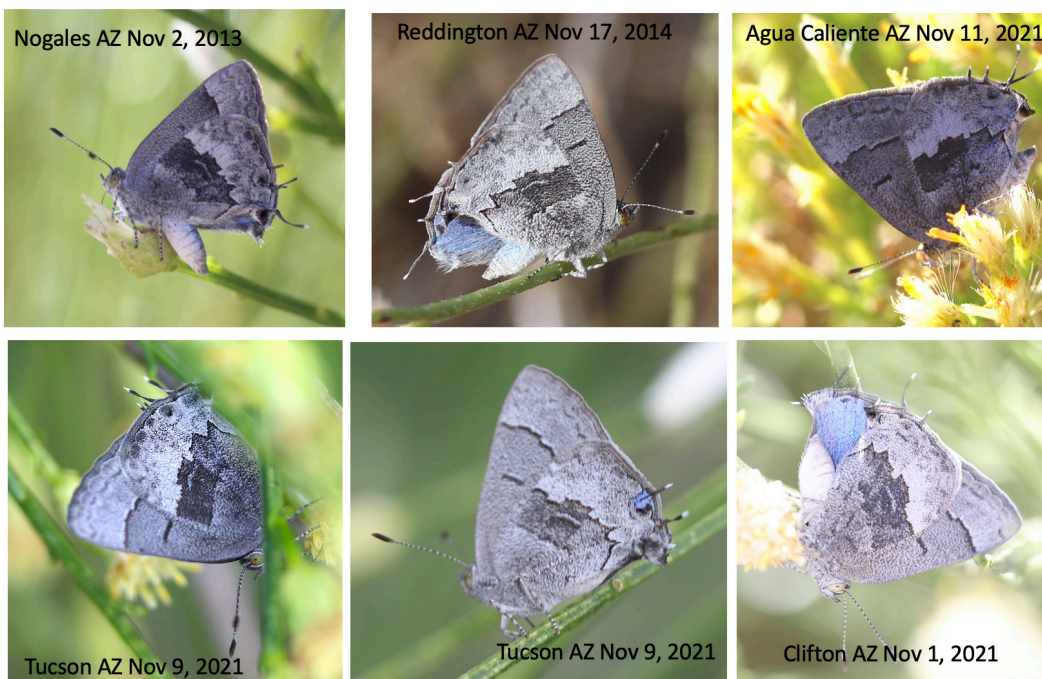 Nogales AZ Nov 2, 2013
Reddington AZ Nov 17, 2014
Agua Caliente AZ Nov 11, 2021
Tucson AZ Nov 9, 2021
Tucson AZ Nov 9, 2021
Clifton AZ Nov 1, 2021